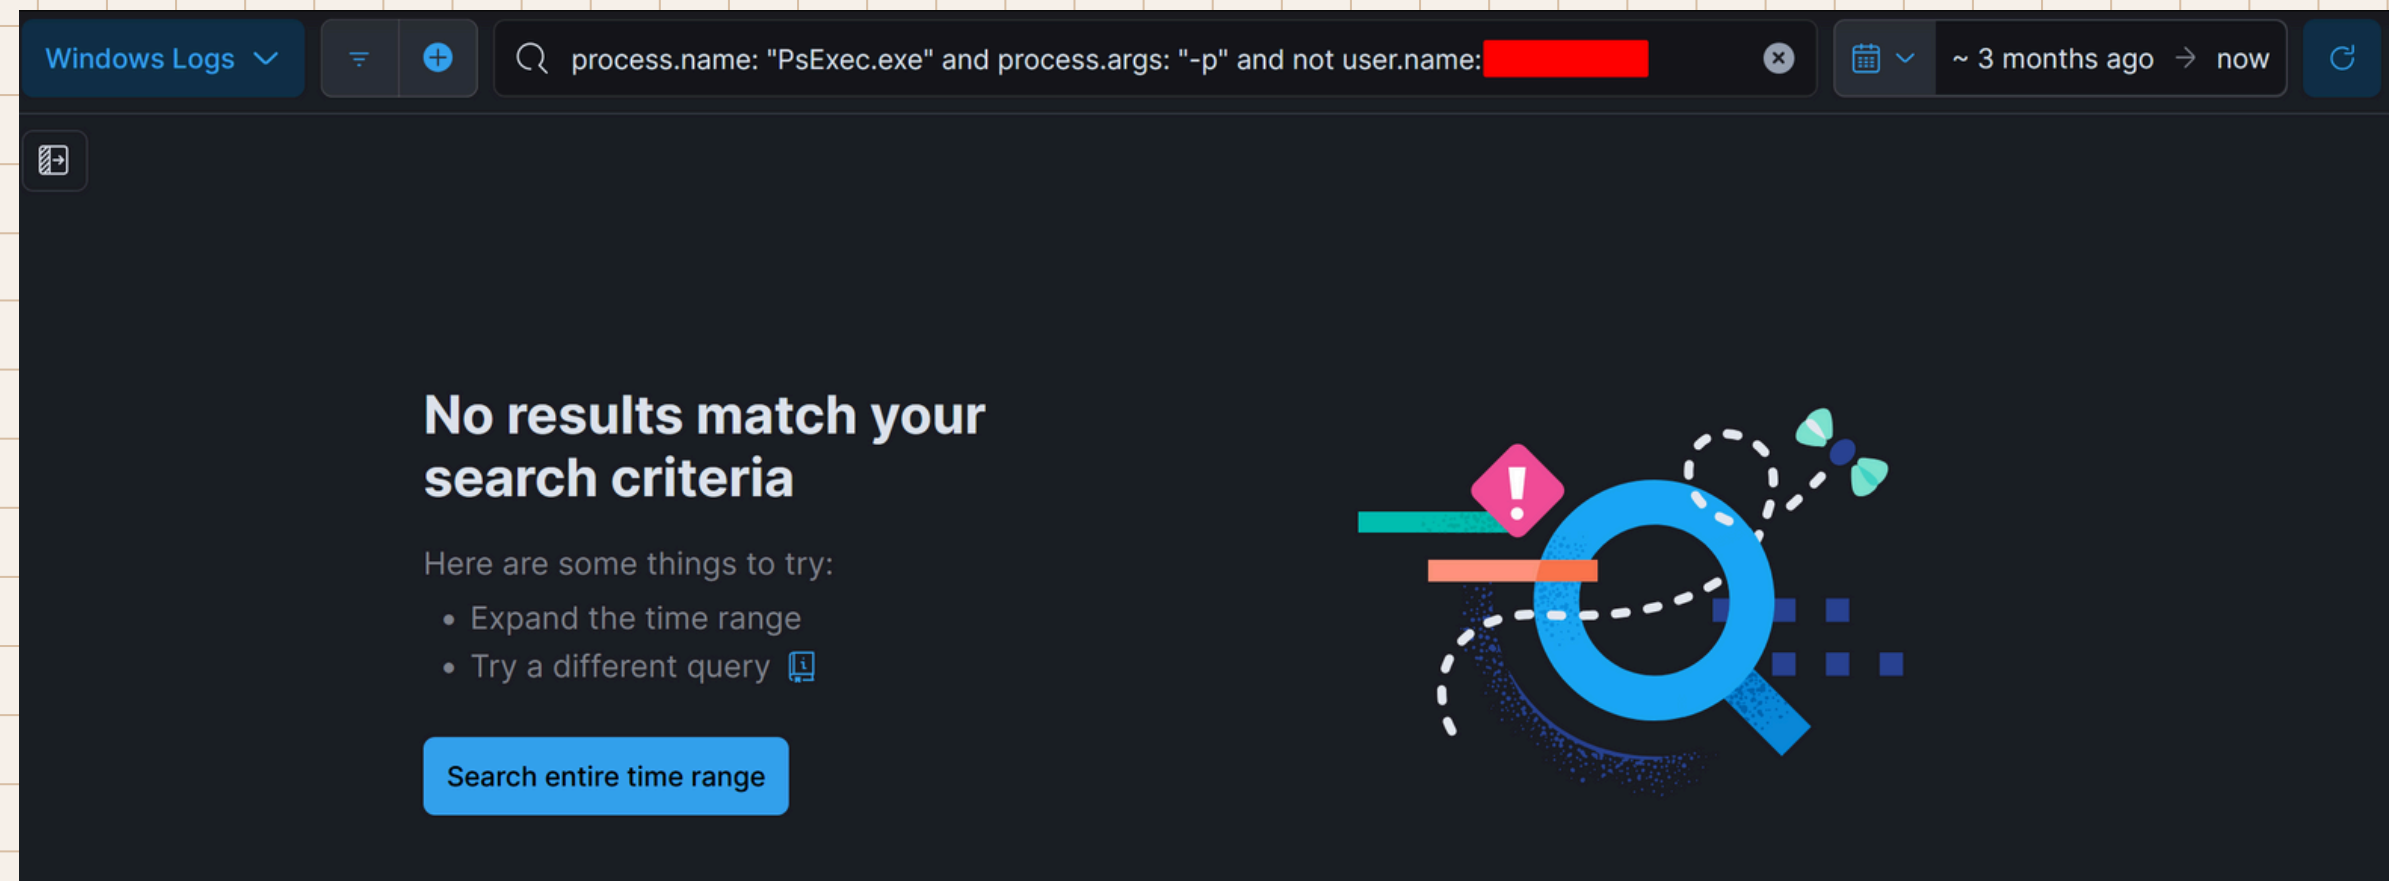 Windows Logs
process.name: "PsExec.exe" and process.args: "-p" and not user.name:
~ 3 months ago → now
No results match your
search criteria
Here are some things to try:
• Expand the time range
• Try a different query
Search entire time range